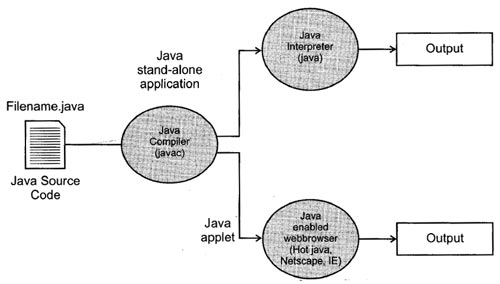 Filename.java
Java Source
Code
Java
stand-alone
application
Java
Compiler
(javac)
Java
Interpreter
(java)
Output
Java
applet
Java
enabled
webbrowser
(Hot java,
Netscape, IE)
Output